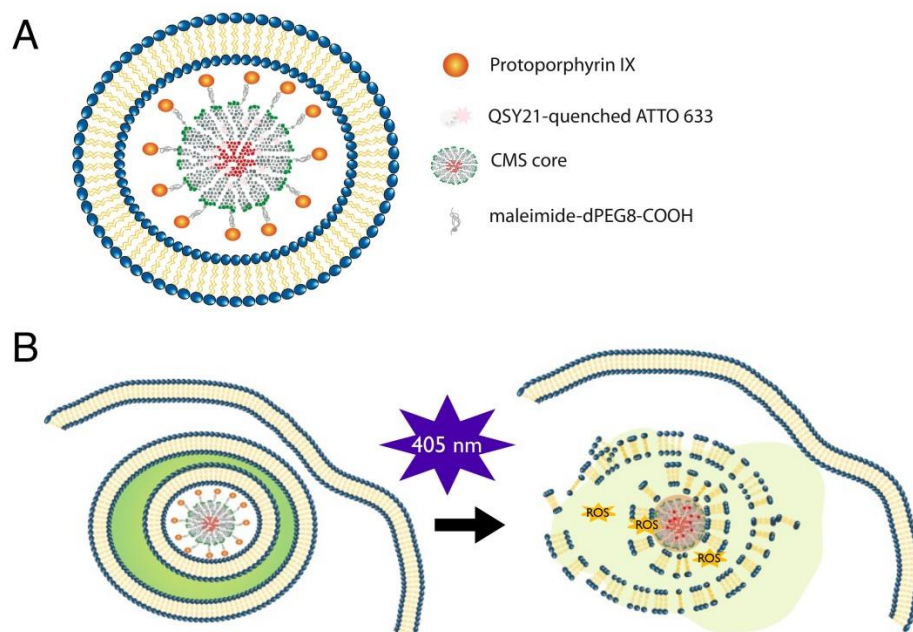 A
Protoporphyrin IX
QSY21-quenched ATTO 633
CMS core
maleimide-dPEG8-COOH
B
405 nm
ROS
ROS
ROS